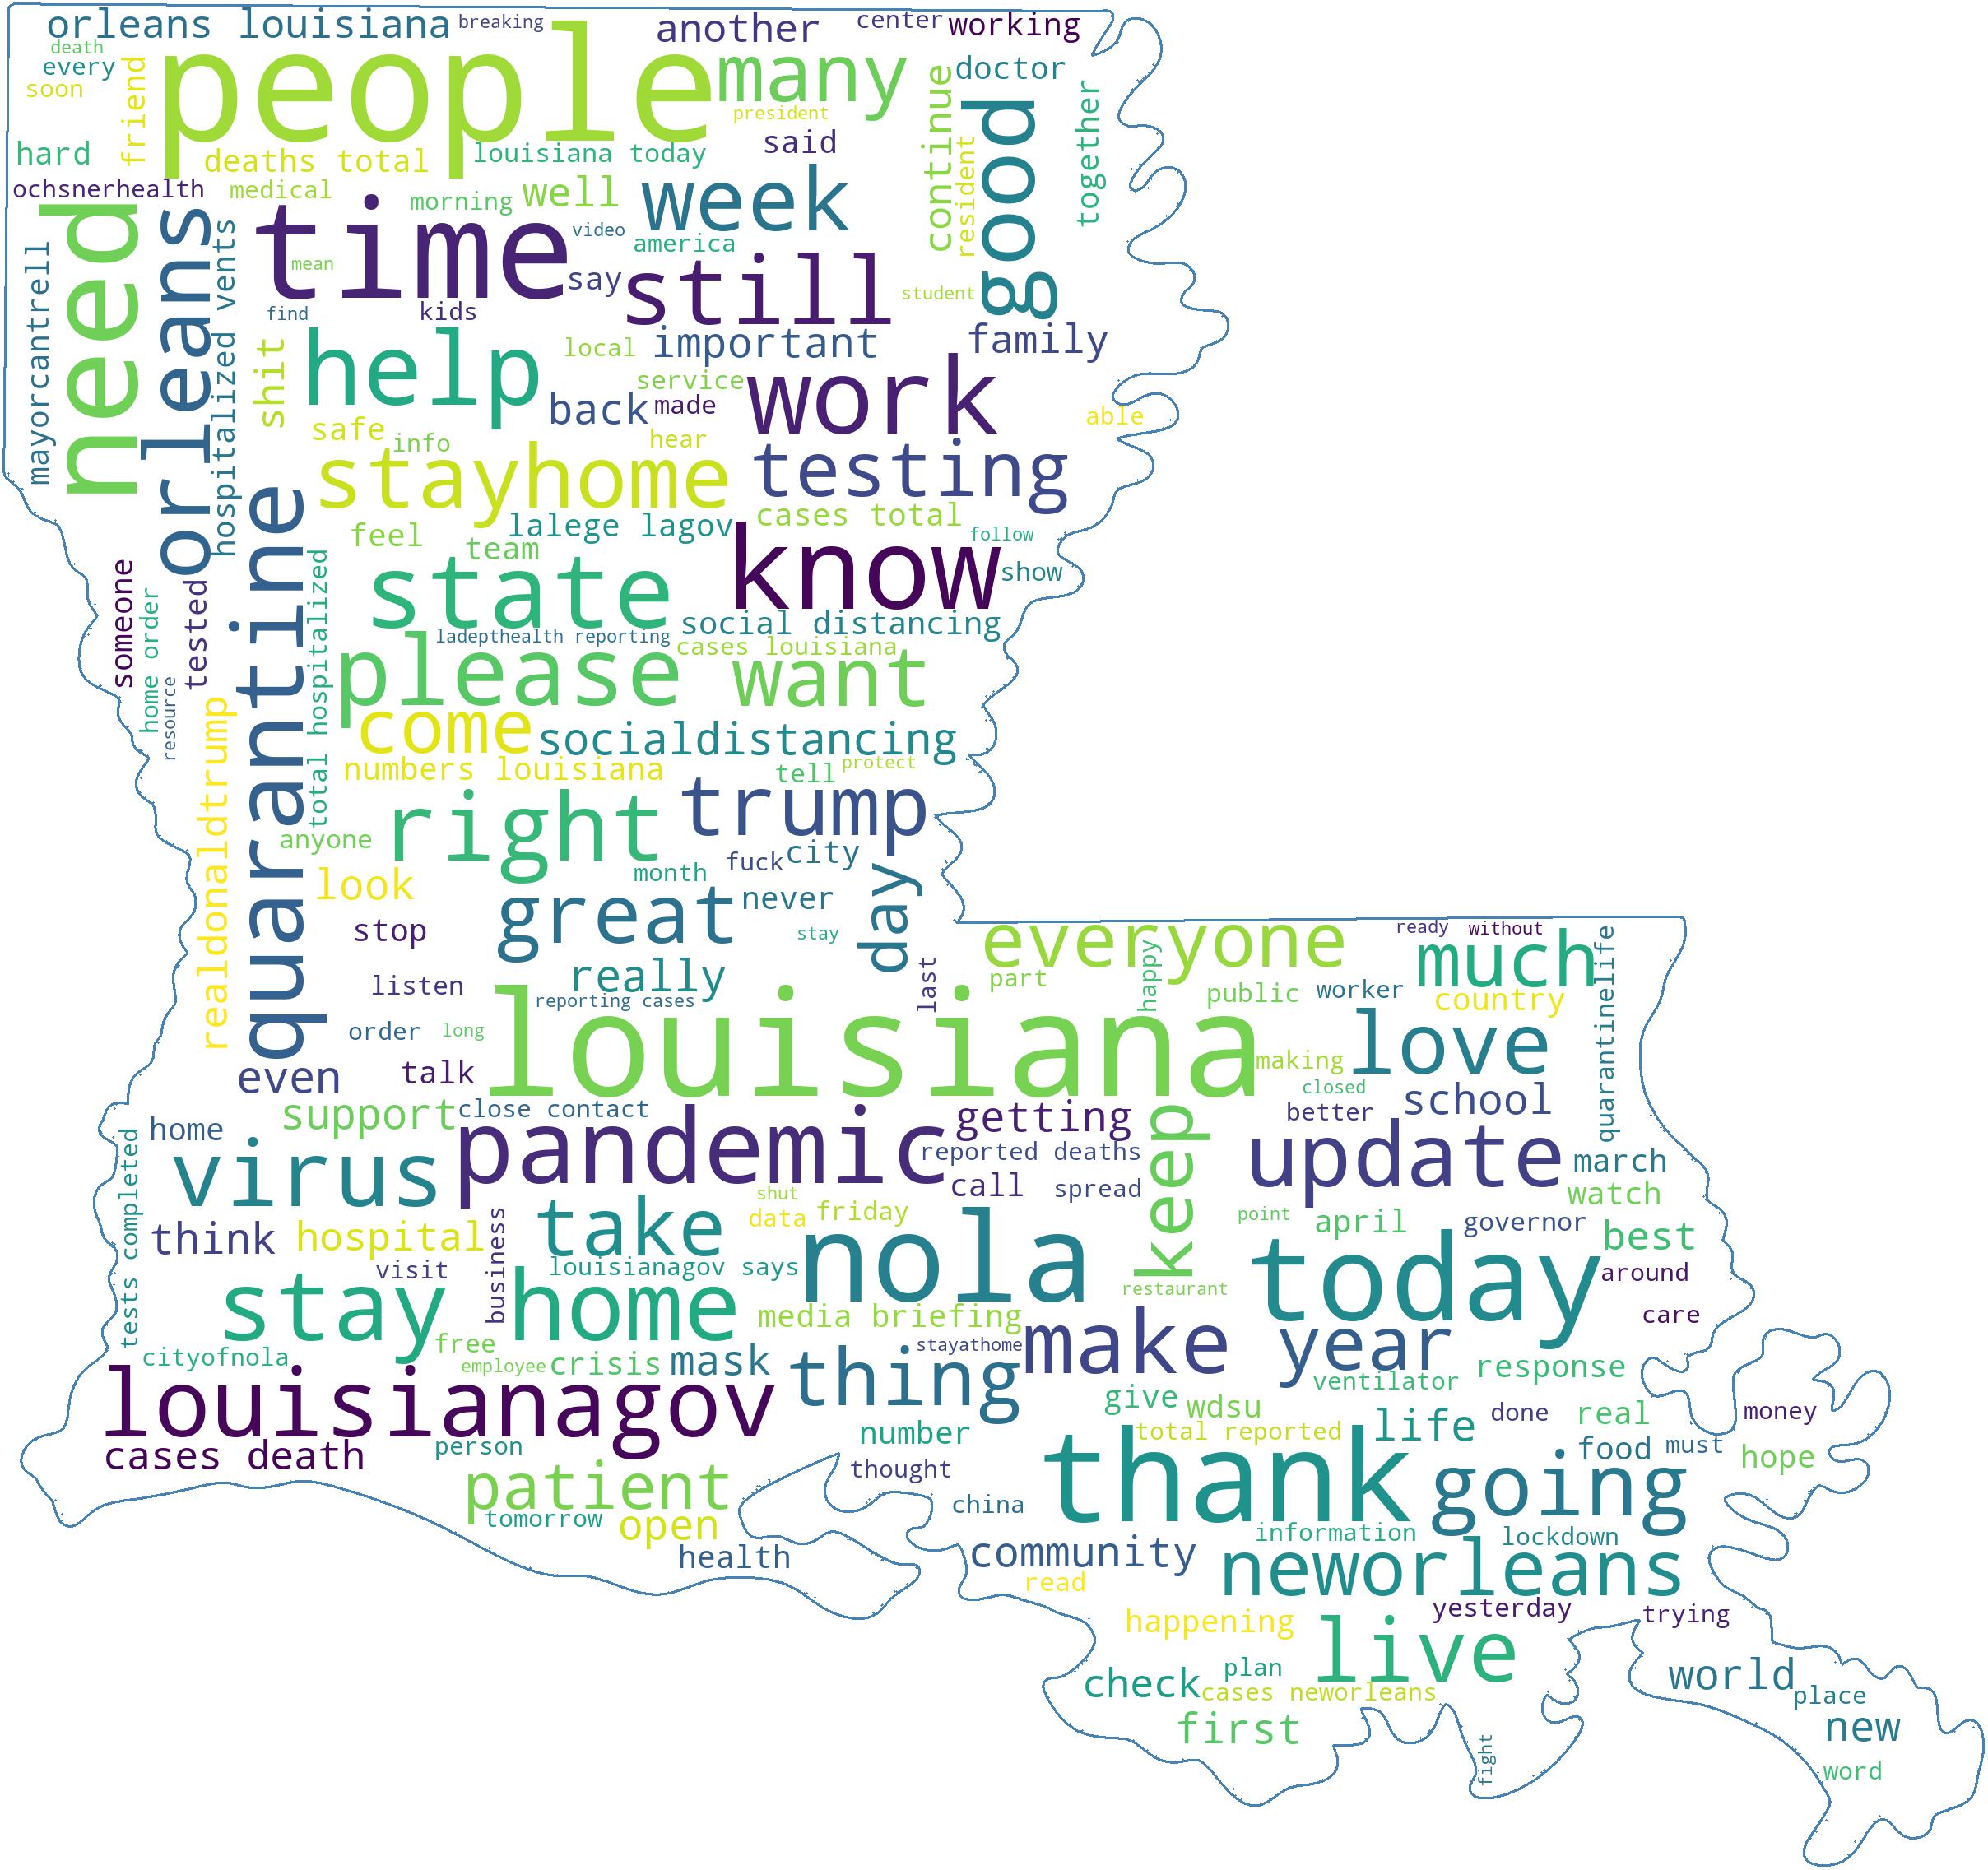 orleans louisiana
breaking
another
center
working
death
every
soon
friend
people
many
president
doctor
continue
good
together
resident
hard
deaths total
louisiana today
said
ochsnerhealth
medical
morning
well
week
need
orleans
time
video
america
mean
say
still
student
mayorcantrell
hospitalized vents
find
kids
shit
help
local
important
family
service
work
back
made
able
safe
info
hear
stayhome
testing
quarantine
feel
lalege lagov
cases total
team
know
follow
show
someone
home order
tested
total hospitalized
state
social distancing
ladepthealth reporting
cases louisiana
please
want
resource
realdonaldtrump
come
socialdistancing
numbers louisiana
tell
protect
right
trump
anyone
fuck
city
month
look
great
never
day
stop
stay
really
everyone
ready
without
much
listen
last
part
happy
public
worker
country
quarantinelife
reporting cases
order
long
louisiana
love
even
talk
making
closed
support
close contact
getting
better
school
home
pandemic
keep
update
virus
reported deaths
march
call
spread
watch
tests completed
think
hospital
business
take
shut
data
friday
nola
point
april
governor
best
visit
louisianagov says
today
around
stay
home
restaurant
media briefing
care
free
make
year
cityofnola
employee
crisis
mask
stayathome
thing
ventilator
response
louisianagov
give
wdsu
life
done
real
money
cases death
person
number
total reported
thank
food
must
hope
patient
thought
going
tomorrow
open
china
information
lockdown
health
community
neworleans
read
happening
yesterday
trying
live
check
plan
world
cases neworleans
place
first
new
fight
word